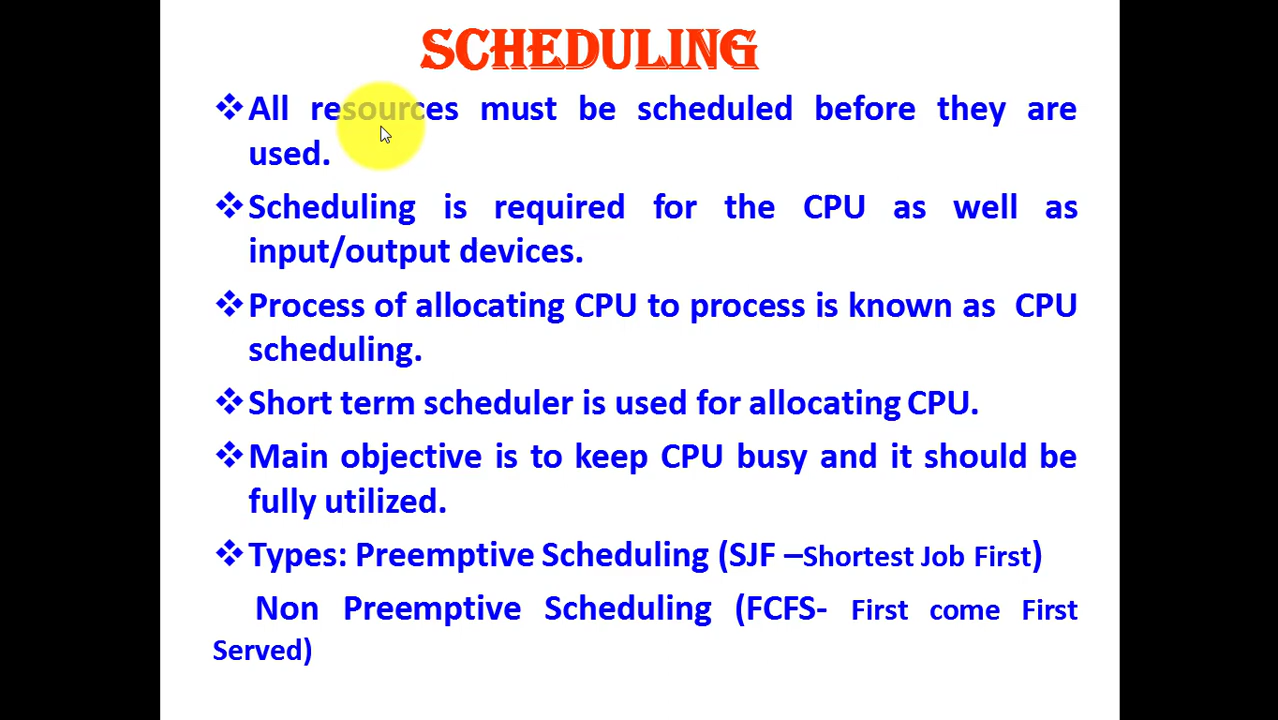 SCHEDULING
❖All resources must be scheduled before they are
used.
❖Scheduling is required for the CPU as well as
input/output devices.
❖Process of allocating CPU to process is known as CPU
scheduling.
❖Short term scheduler is used for allocating CPU.
❖Main objective is to keep CPU busy and it should be
fully utilized.
❖Types: Preemptive Scheduling (SJF –Shortest Job First)
Non Preemptive Scheduling (FCFS- First come First
Served)